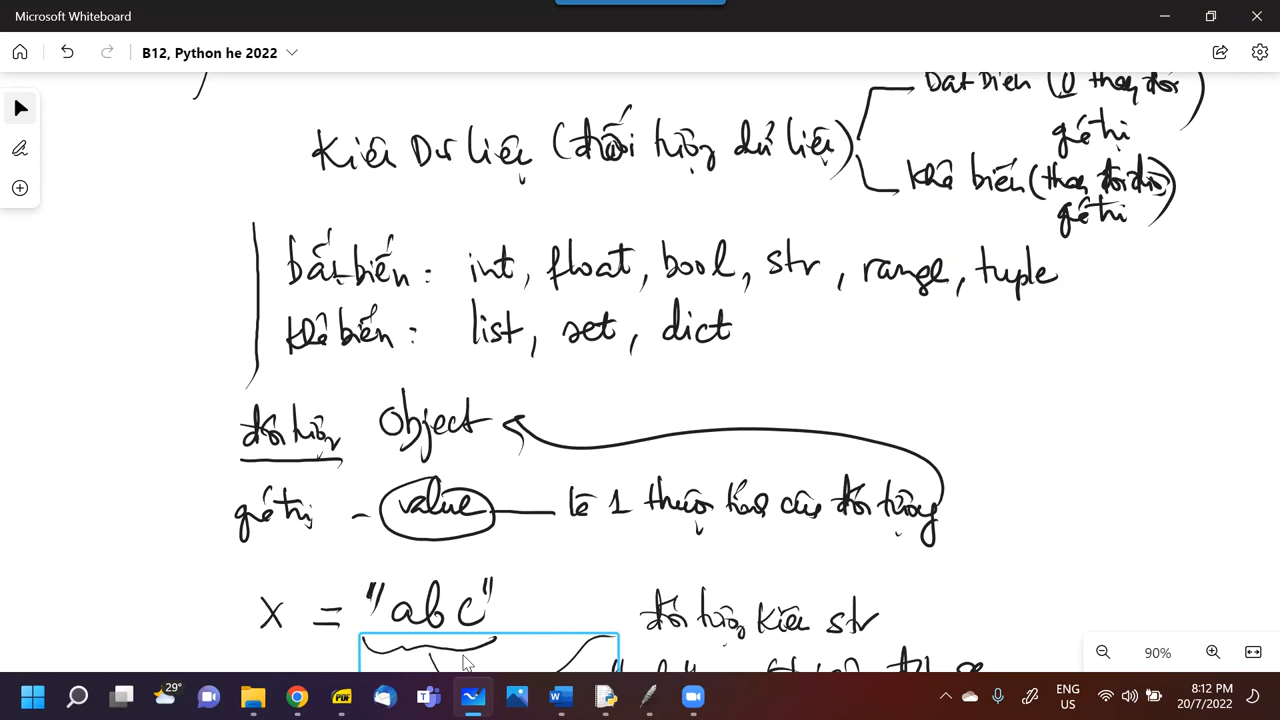 Microsoft Whiteboard
B12, Python he 2022
Bất biến (0 thay đổi
giá trị
Kiểu Dữ liệu (đối tượng dữ liệu)
Khả biến (thay đổi được
giá trị)
bất biến : int, float, bool, str, range, tuple
khả biến : list, set, dict
đối tượng Object
giá trị - value là 1 thuộc tính của đối tượng
x = "abc" đối tượng kiểu str
90%
29°
ENG
US
8:12 PM
20/7/2022